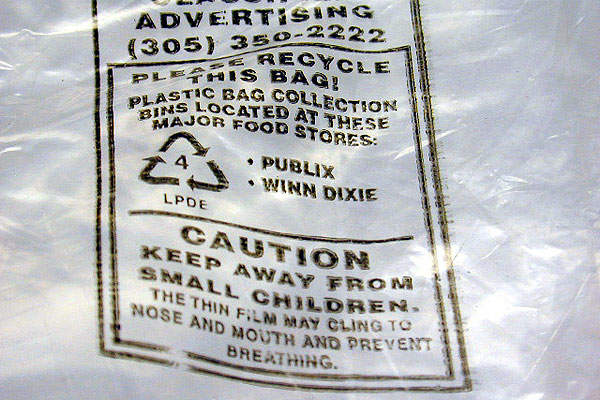 ADVERTISING
(305) 350-2222
PLEASE RECYCLE
THIS BAG!
PLASTIC BAG COLLECTION
BINS LOCATED AT THESE
MAJOR FOOD STORES:
4
LPDE
• PUBLIX
• WINN DIXIE
CAUTION
KEEP AWAY FROM
SMALL CHILDREN.
THE THIN FILM MAY CLING TO
NOSE AND MOUTH AND PREVENT
BREATHING.